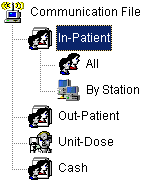 Communication File
In-Patient
All
By Station
Out-Patient
Unit-Dose
Cash